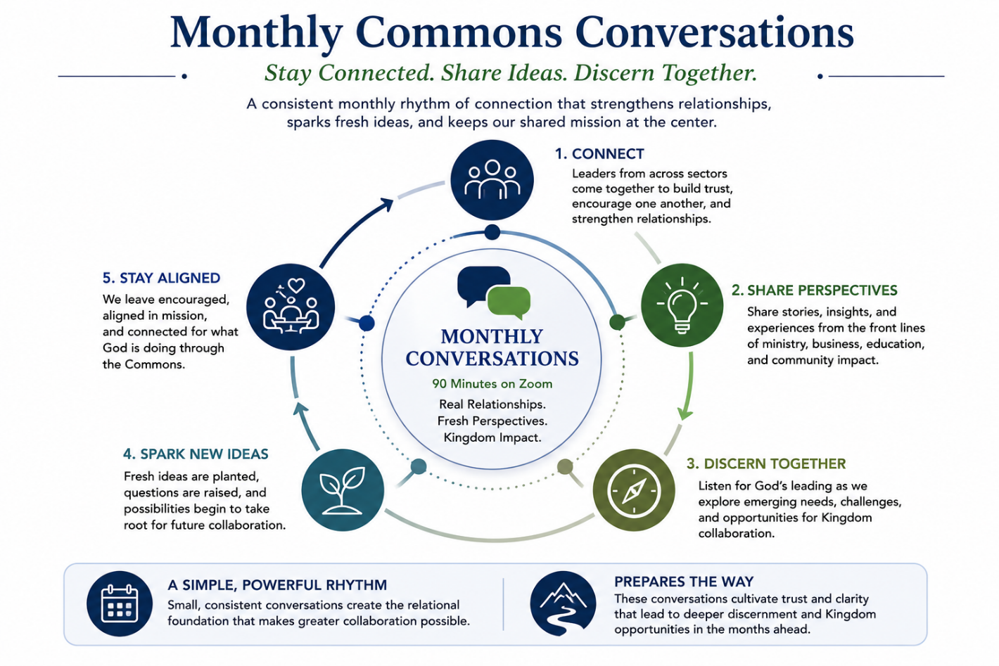 Monthly Commons Conversations
Stay Connected. Share Ideas. Discern Together.
A consistent monthly rhythm of connection that strengthens relationships,
sparks fresh ideas, and keeps our shared mission at the center.
1. CONNECT
Leaders from across sectors
come together to build trust,
encourage one another, and
strengthen relationships.
2. SHARE PERSPECTIVES
Share stories, insights, and
experiences from the front lines
of ministry, business, education,
and community impact.
3. DISCERN TOGETHER
Listen for God's leading as we
explore emerging needs, challenges,
and opportunities for Kingdom
collaboration.
4. SPARK NEW IDEAS
Fresh ideas are planted,
questions are raised, and
possibilities begin to take
root for future collaboration.
5. STAY ALIGNED
We leave encouraged,
aligned in mission,
and connected for what
God is doing through
the Commons.
MONTHLY
CONVERSATIONS
90 Minutes on Zoom
Real Relationships.
Fresh Perspectives.
Kingdom Impact.
A SIMPLE, POWERFUL RHYTHM
Small, consistent conversations create the relational
foundation that makes greater collaboration possible.
PREPARES THE WAY
These conversations cultivate trust and clarity
that lead to deeper discernment and Kingdom
opportunities in the months ahead.